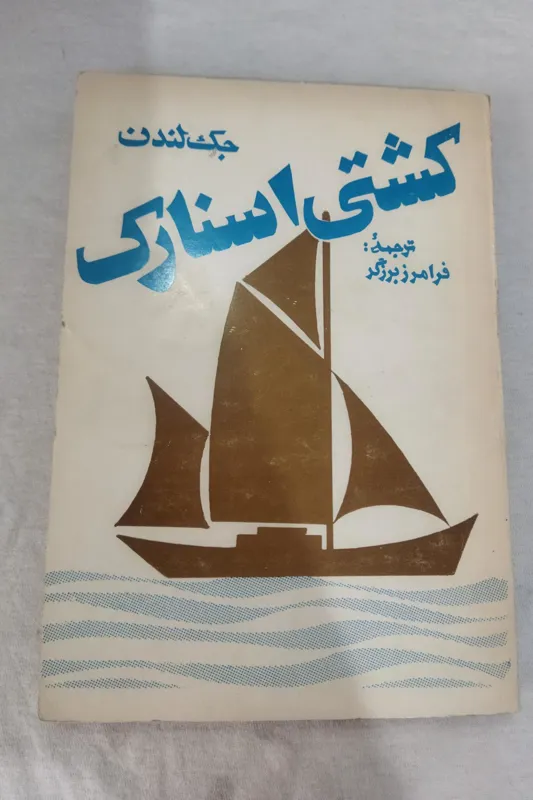 جک لندن
کشتی اسنارک
ترجمهٔ:
فرامرز برزگر